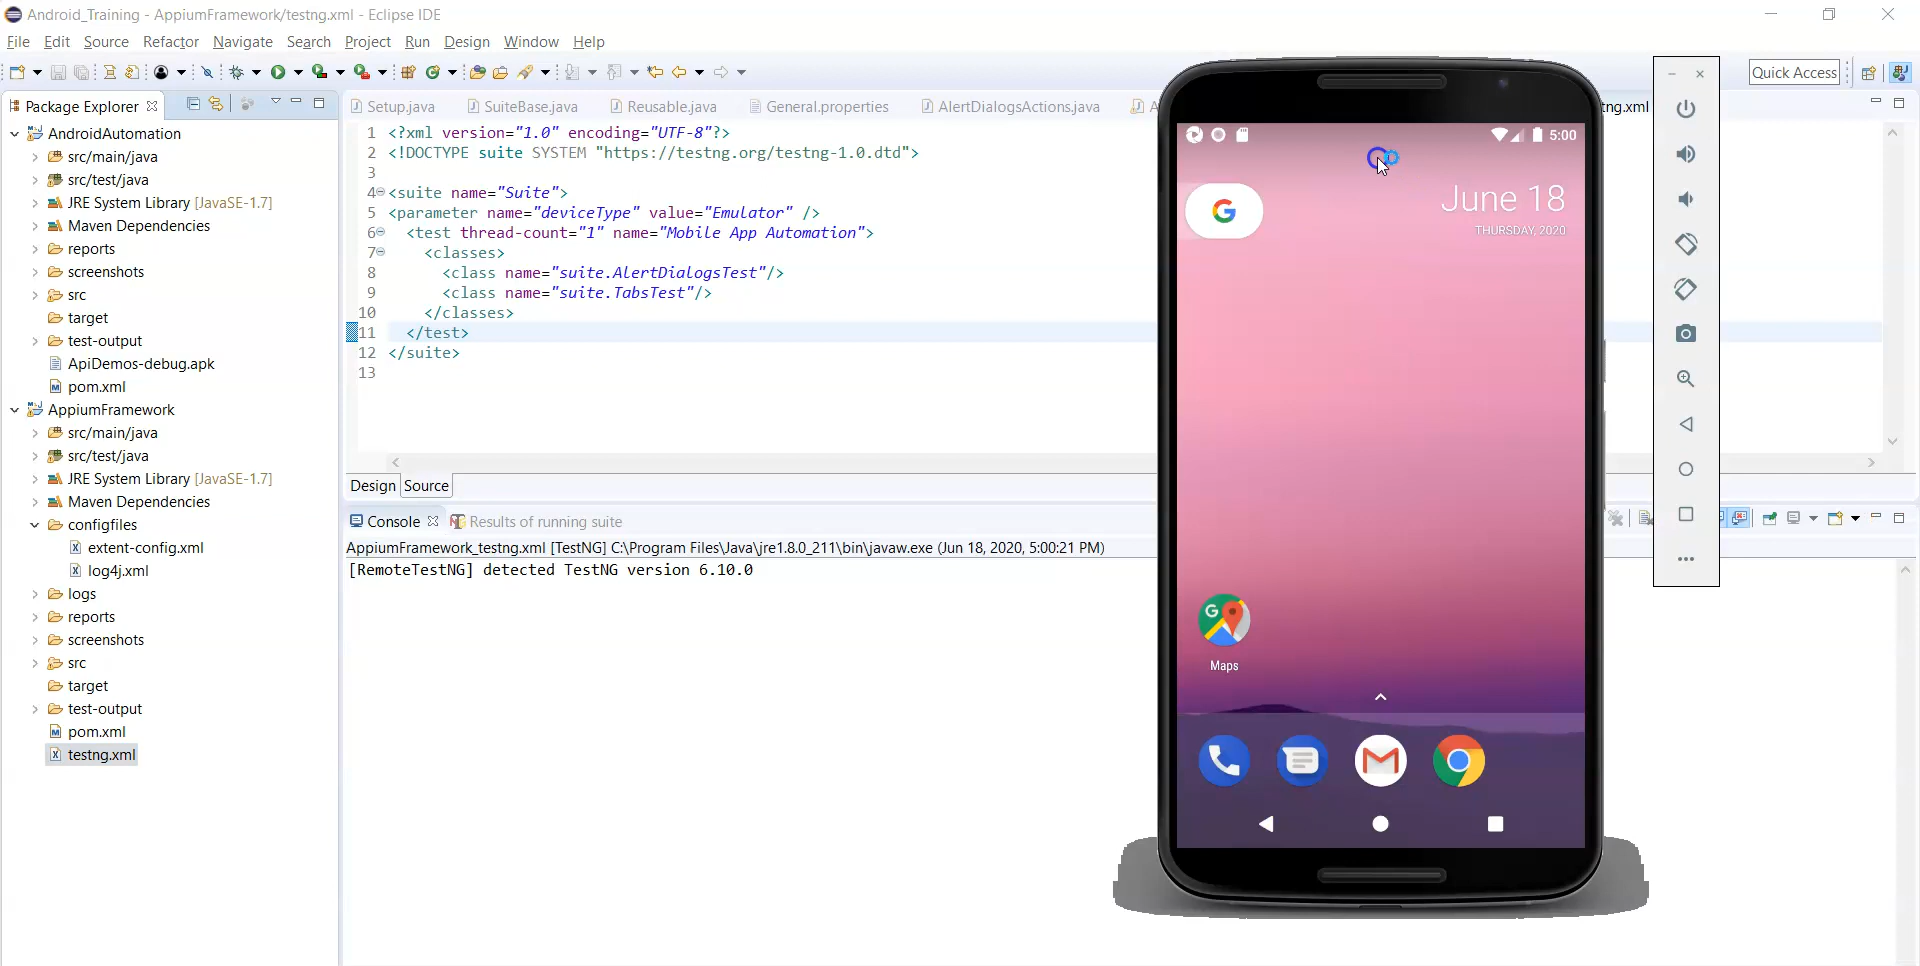 Android_Training - AppiumFramework/testng.xml - Eclipse IDE
File Edit Source Refactor Navigate Search Project Run Design Window Help
Quick Access
Package Explorer
AndroidAutomation
src/main/java
src/test/java
JRE System Library [JavaSE-1.7]
Maven Dependencies
reports
screenshots
src
target
test-output
ApiDemos-debug.apk
pom.xml
AppiumFramework
src/main/java
src/test/java
JRE System Library [JavaSE-1.7]
Maven Dependencies
configfiles
extent-config.xml
log4j.xml
logs
reports
screenshots
src
target
test-output
pom.xml
testng.xml
Setup.java SuiteBase.java Reusable.java General.properties AlertDialogsActions.java A ng.xml
1 <?xml version="1.0" encoding="UTF-8"?>
2 <!DOCTYPE suite SYSTEM "https://testng.org/testng-1.0.dtd">
3
4 <suite name="Suite">
5 <parameter name="deviceType" value="Emulator" />
6 <test thread-count="1" name="Mobile App Automation">
7 <classes>
8 <class name="suite.AlertDialogsTest"/>
9 <class name="suite.TabsTest"/>
10 </classes>
11 </test>
12 </suite>
13
Design Source
Console Results of running suite
AppiumFramework_testng.xml [TestNG] C:\Program Files\Java\jre1.8.0_211\bin\javaw.exe (Jun 18, 2020, 5:00:21 PM)
[RemoteTestNG] detected TestNG version 6.10.0
5:00
G
June 18
THURSDAY, 2020
G
Maps